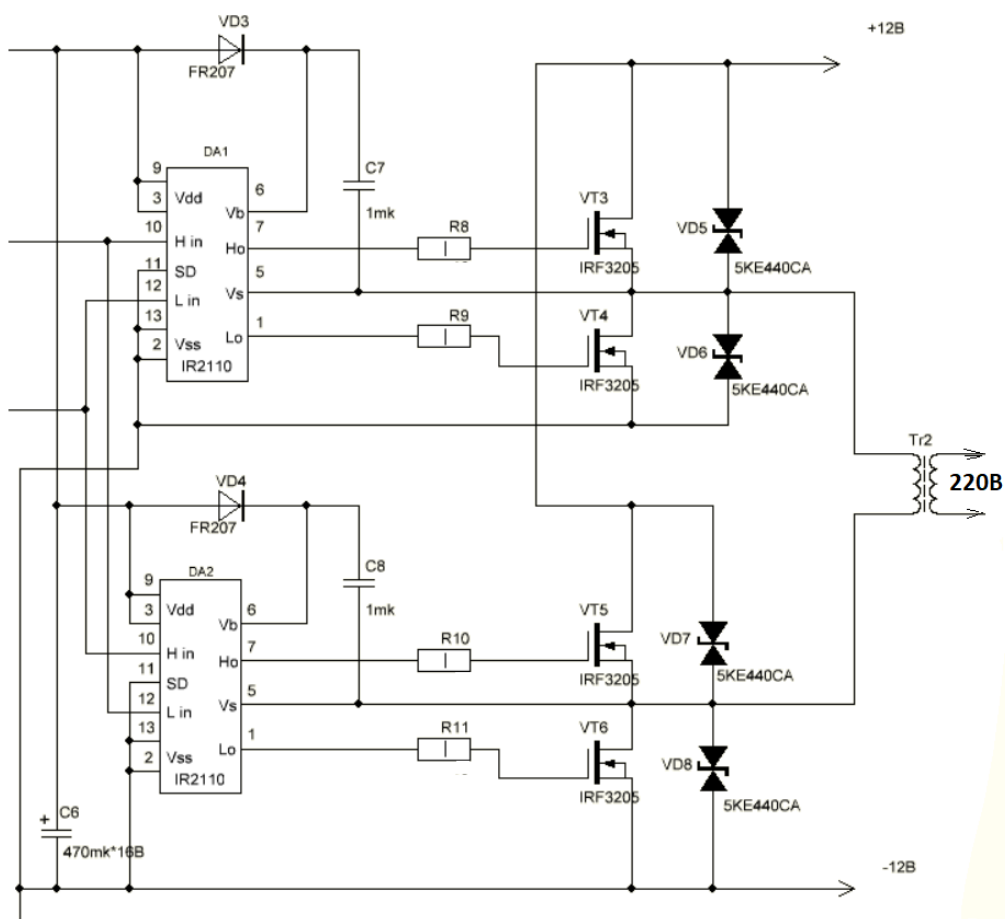 VD3
FR207
+12В
DA1
9
3
10
11
12
13
2
Vdd
H in
SD
L in
Vss
Vb
Ho
Vs
Lo
IR2110
6
7
5
1
C7
1mk
R8
R9
VT3
IRF3205
VT4
IRF3205
VD5
5KE440CA
VD6
5KE440CA
Tr2
220В
VD4
FR207
DA2
9
3
10
11
12
13
2
Vdd
H in
SD
L in
Vss
Vb
Ho
Vs
Lo
IR2110
6
7
5
1
C8
1mk
R10
R11
VT5
IRF3205
VT6
IRF3205
VD7
5KE440CA
VD8
5KE440CA
+
C6
470mk*16В
-12В